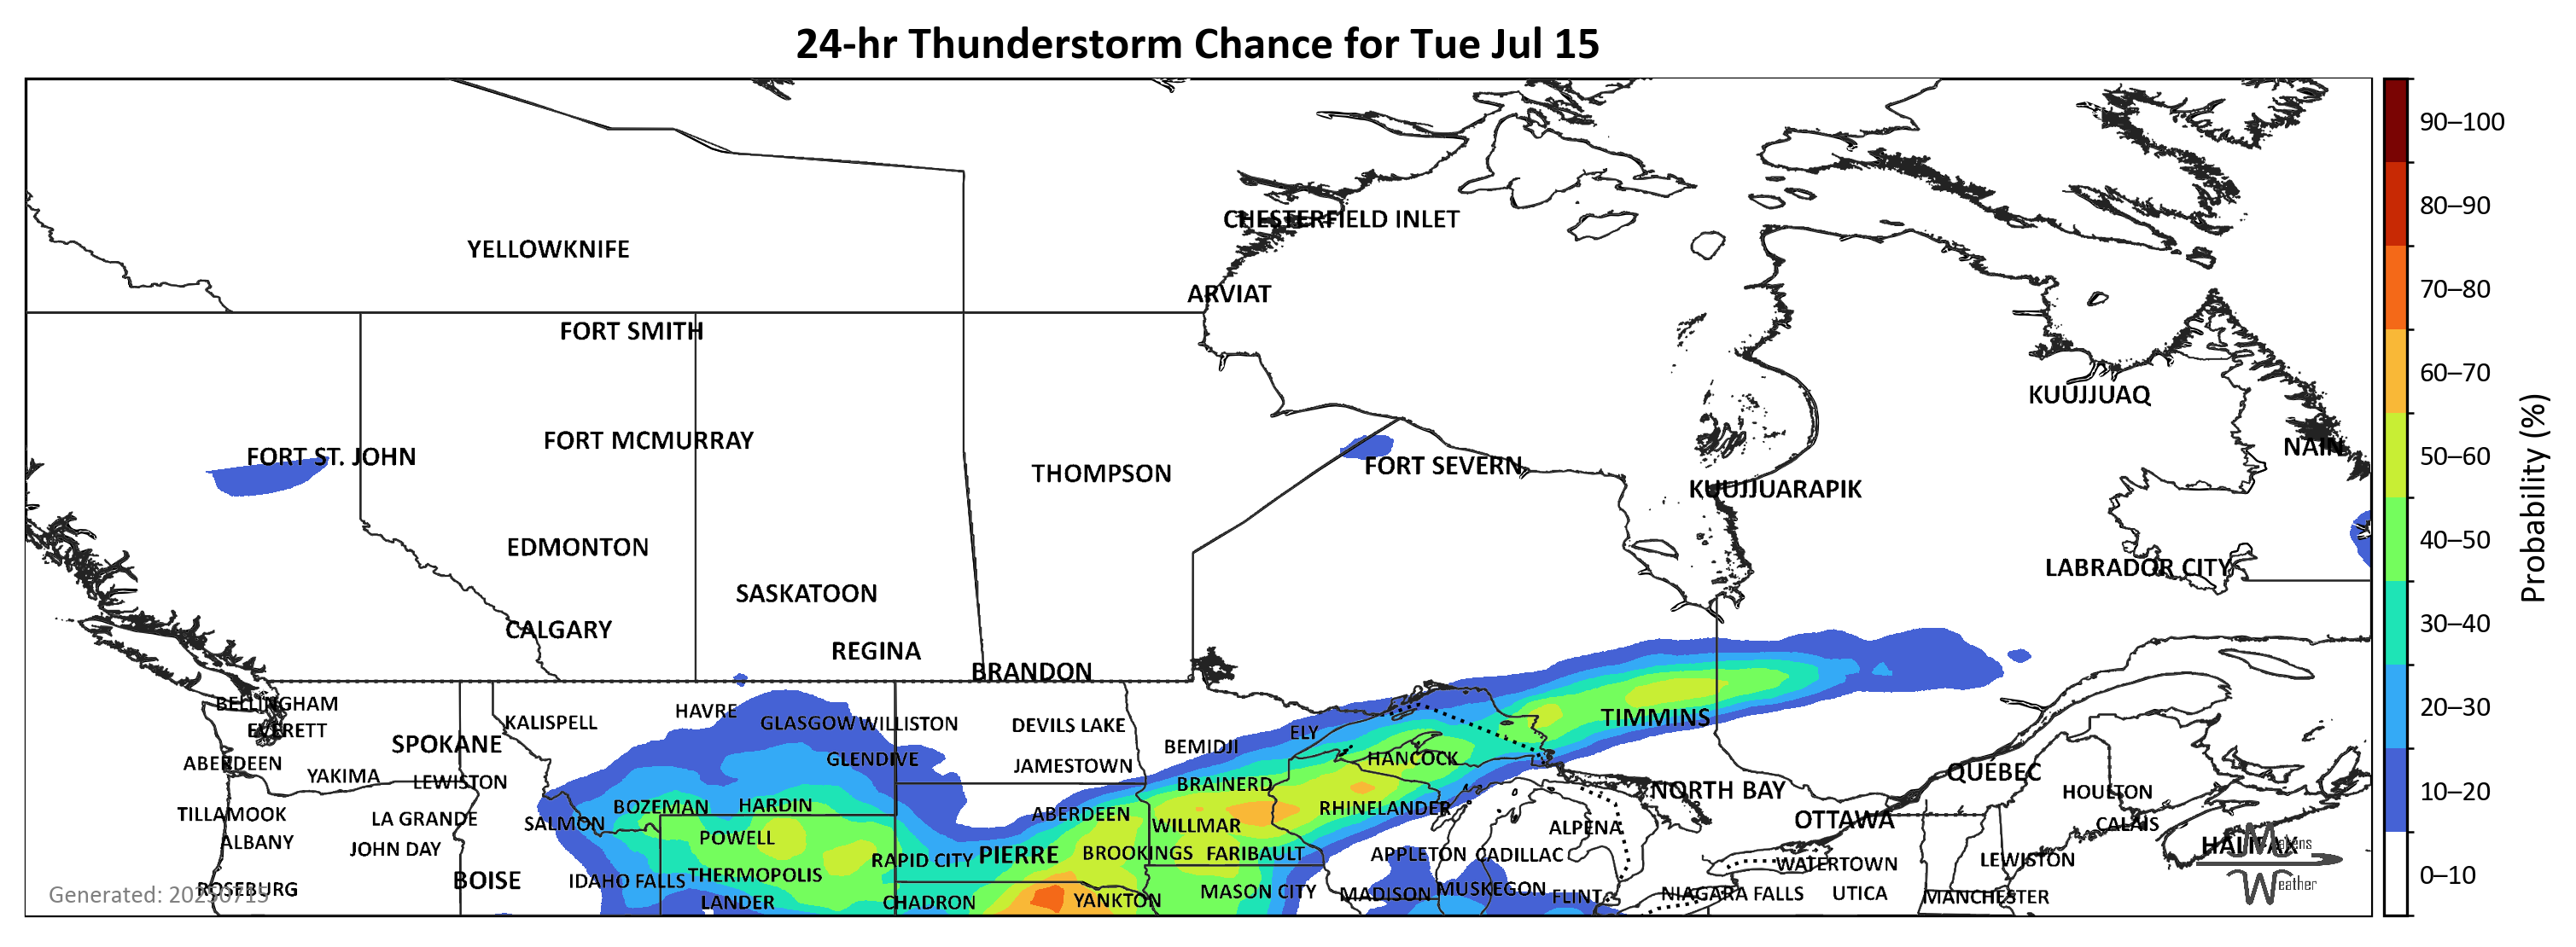 24-hr Thunderstorm Chance for Tue Jul 15
CHESTERFIELD INLET
YELLOWKNIFE
ARVIAT
FORT SMITH
KUUJJUAQ
FORT MCMURRAY
NAIN
FORT ST. JOHN
FORT SEVERN
THOMPSON
KUUJJUARAPIK
EDMONTON
LABRADOR CITY
SASKATOON
CALGARY
REGINA
BRANDON
BELLINGHAM
HAVRE
KALISPELL
GLASGOW
WILLISTON
DEVILS LAKE
TIMMINS
EVERETT
ELY
SPOKANE
BEMIDJI
GLENDIVE
HANCOCK
ABERDEEN
JAMESTOWN
QUÉBEC
YAKIMA
LEWISTON
BRAINERD
NORTH BAY
HOULTON
BOZEMAN
HARDIN
RHINELANDER
TILLAMOOK
LA GRANDE
ABERDEEN
SALMON
WILLMAR
ALPENA
OTTAWA
CALAIS
ALBANY
POWELL
JOHN DAY
HALIFAX
RAPID CITY
PIERRE
BROOKINGS
FARIBAULT
APPLETON
CADILLAC
WATERTOWN
LEWISTON
BOISE
IDAHO FALLS
THERMOPOLIS
ROSEBURG
MASON CITY
MADISON
MUSKEGON
FLINT
NIAGARA FALLS
UTICA
MANCHESTER
LANDER
CHADRON
YANKTON
Generated: 20250715
Weather
90–100
80–90
70–80
60–70
50–60
40–50
30–40
20–30
10–20
0–10
Probability (%)